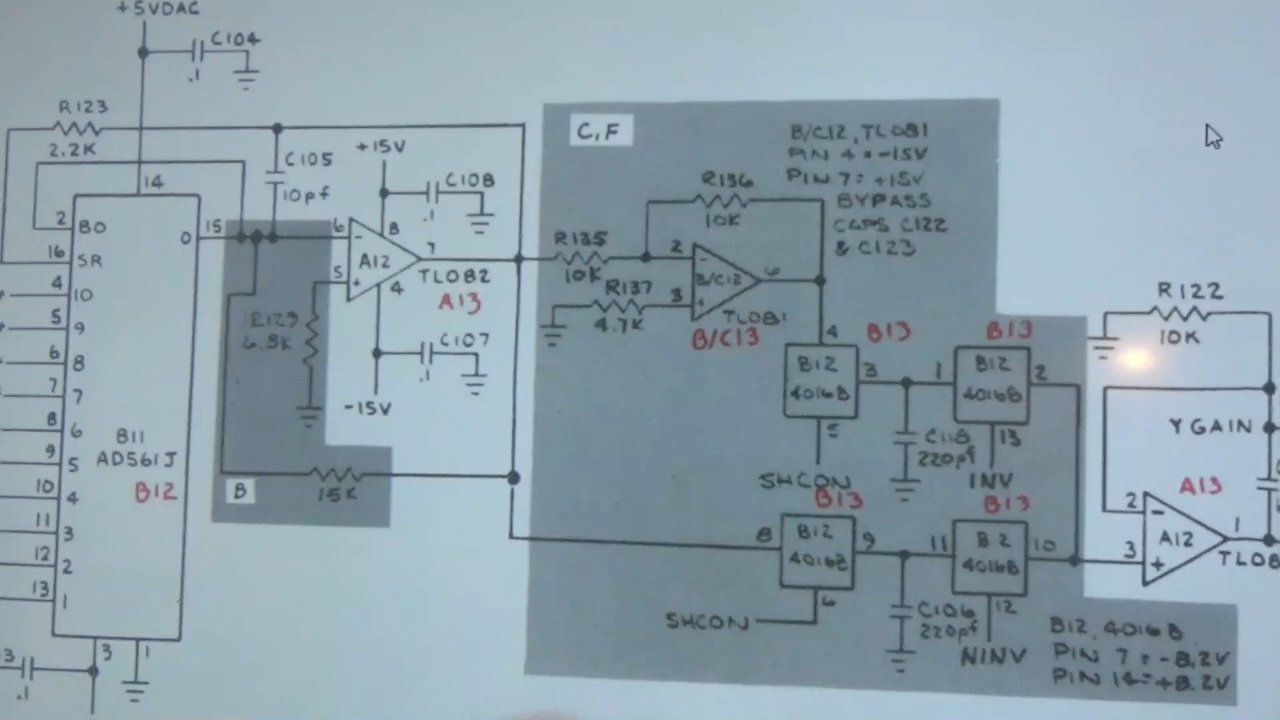 +5VDAC
C104
.1
R123
2.2K
C105
10pf
+15V
C108
.1
14
2
BO
16
SR
4
10
5
9
6
8
7
7
8
6
9
5
10
4
11
3
12
2
13
1
O
15
B11
AD561J
B12
3
1
.1
6
-
5
+
8
A12
7
4
TL082
A13
R129
6.8K
C107
.1
-15V
B
15K
C,F
B/C12, TL081
PIN 4 = -15V
PIN 7 = +15V
BYPASS
CAPS C122
& C123
R136
10K
R135
10K
R137
4.7K
2
-
3
+
B/C12
6
TL081
B/C13
4
B13
B12
4016B
3
5
SHCON
1
B13
B12
4016B
2
13
INV
C118
220pf
8
B13
B12
4016B
9
6
SHCON
11
B13
4016B
10
12
NINV
C106
220pf
B12, 4016B
PIN 7 = -8.2V
PIN 14 = +8.2V
R122
10K
Y GAIN
A13
2
-
3
+
A12
1
TL08